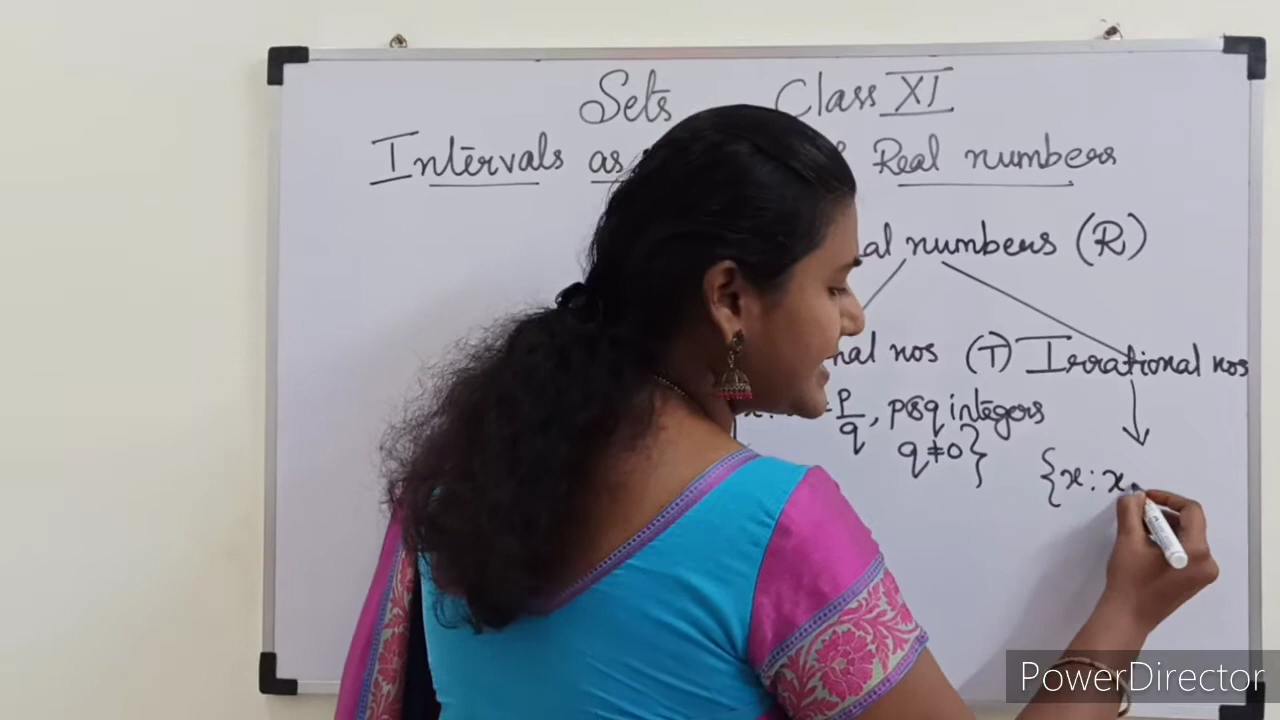 Sets Class XI
Intervals as Real numbers
al numbers (R)
nal nos (T) Irrational nos
p/q, p&q integers
q≠0}
{x:x
PowerDirector